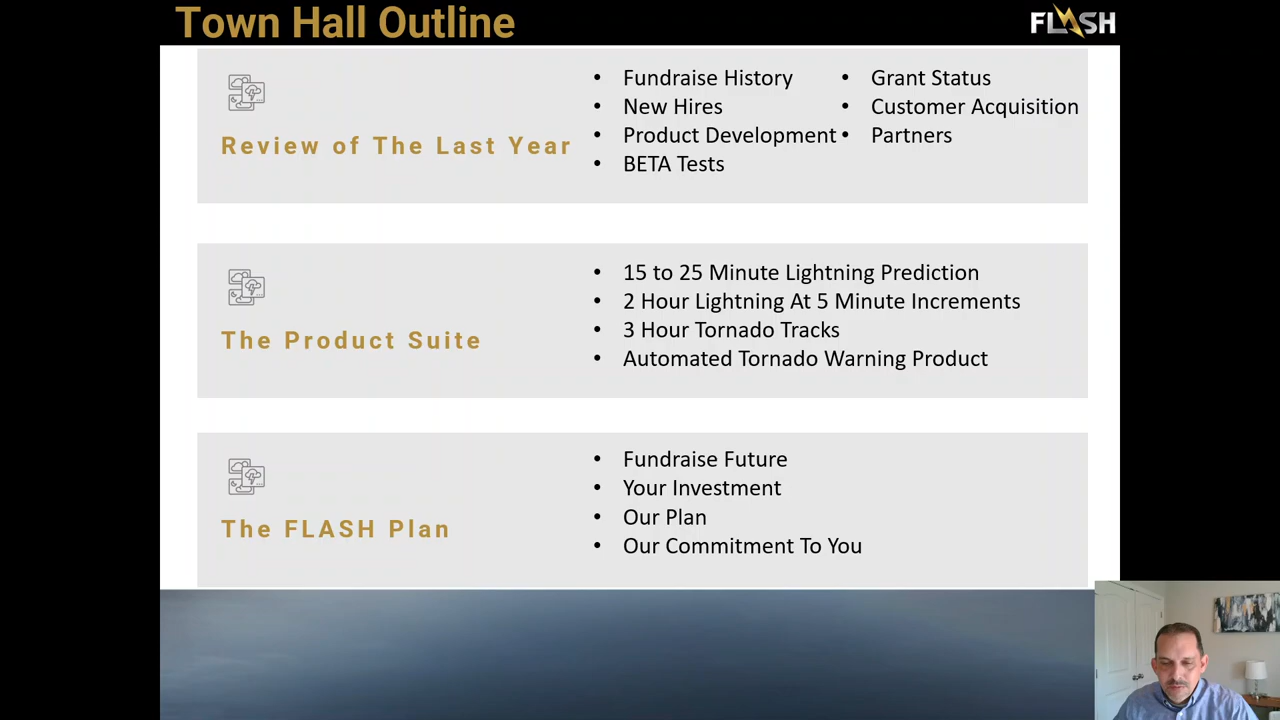 Town Hall Outline
FLASH
Review of The Last Year
• Fundraise History
• New Hires
• Product Development
• BETA Tests
• Grant Status
• Customer Acquisition
• Partners
The Product Suite
• 15 to 25 Minute Lightning Prediction
• 2 Hour Lightning At 5 Minute Increments
• 3 Hour Tornado Tracks
• Automated Tornado Warning Product
The FLASH Plan
• Fundraise Future
• Your Investment
• Our Plan
• Our Commitment To You